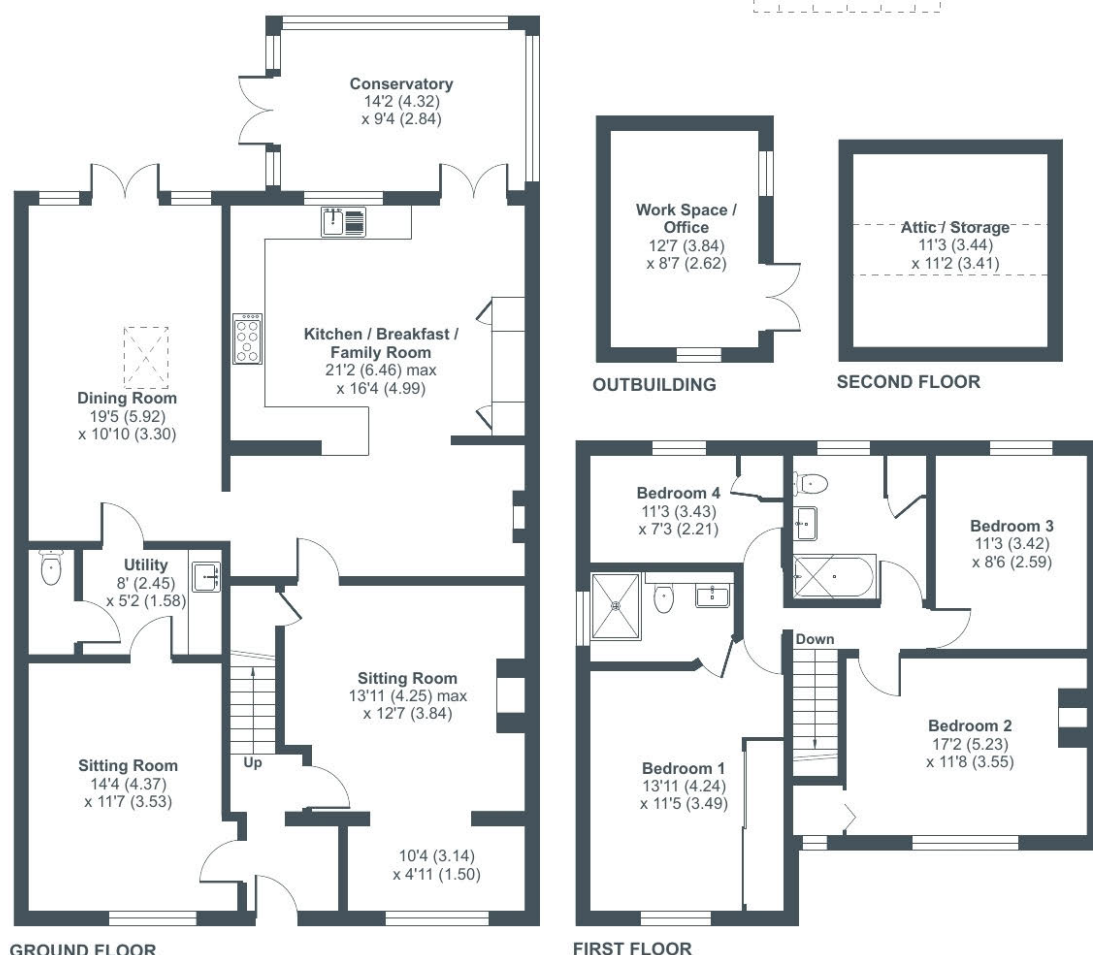 Conservatory
14'2 (4.32)
x 9'4 (2.84)
Kitchen / Breakfast /
Family Room
21'2 (6.46) max
x 16'4 (4.99)
Dining Room
19'5 (5.92)
x 10'10 (3.30)
Utility
8' (2.45)
x 5'2 (1.58)
Sitting Room
13'11 (4.25) max
x 12'7 (3.84)
Up
Sitting Room
14'4 (4.37)
x 11'7 (3.53)
10'4 (3.14)
x 4'11 (1.50)
GROUND FLOOR
Work Space /
Office
12'7 (3.84)
x 8'7 (2.62)
OUTBUILDING
Attic / Storage
11'3 (3.44)
x 11'2 (3.41)
SECOND FLOOR
Bedroom 4
11'3 (3.43)
x 7'3 (2.21)
Bedroom 3
11'3 (3.42)
x 8'6 (2.59)
Down
Bedroom 2
17'2 (5.23)
x 11'8 (3.55)
Bedroom 1
13'11 (4.24)
x 11'5 (3.49)
FIRST FLOOR